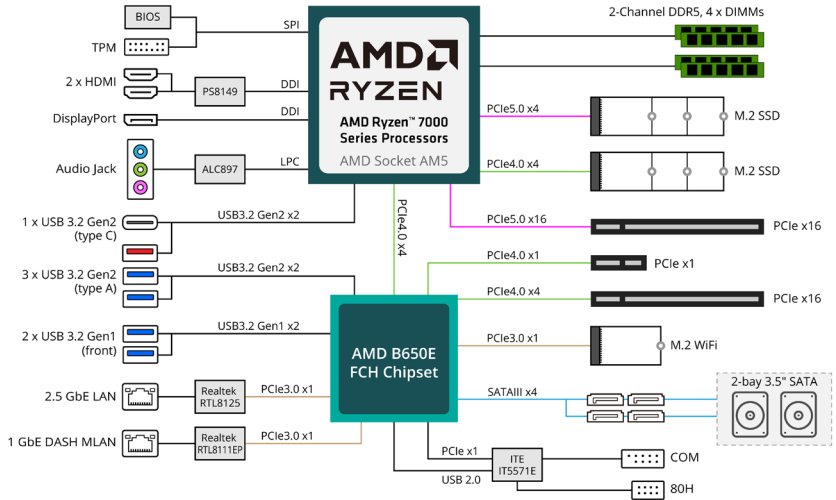 BIOS
SPI
TPM
2-Channel DDR5, 4 x DIMMs
AMD
RYZEN
AMD Ryzen™ 7000
Series Processors
AMD Socket AM5
2 x HDMI
PS8149
DDI
DisplayPort
DDI
PCIe5.0 x4
M.2 SSD
Audio Jack
ALC897
LPC
PCIe4.0 x4
M.2 SSD
1 x USB 3.2 Gen2
(type C)
USB3.2 Gen2 x2
PCIe4.0 x4
PCIe5.0 x16
PCIe x16
3 x USB 3.2 Gen2
(type A)
USB3.2 Gen2 x2
PCIe4.0 x1
PCIe x1
PCIe4.0 x4
PCIe x16
2 x USB 3.2 Gen1
(front)
USB3.2 Gen1 x2
AMD B650E
FCH Chipset
PCIe3.0 x1
M.2 WiFi
2.5 GbE LAN
Realtek
RTL8125
PCIe3.0 x1
SATAIII x4
2-bay 3.5" SATA
1 GbE DASH MLAN
Realtek
RTL8111EP
PCIe3.0 x1
PCIe x1
USB 2.0
ITE
IT5571E
COM
80H